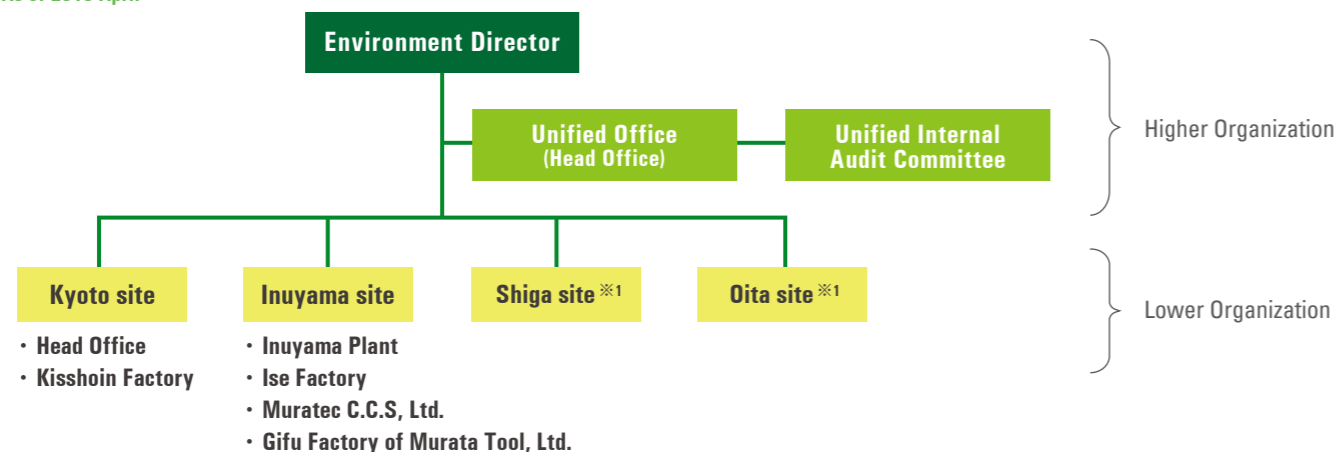 Environment Director
Unified Office
(Head Office)
Unified Internal
Audit Committee
Higher Organization
Kyoto site
Inuyama site
Shiga site ※1
Oita site ※1
Lower Organization
・Head Office
・Kisshoin Factory
・Inuyama Plant
・Ise Factory
・Muratec C.C.S, Ltd.
・Gifu Factory of Murata Tool, Ltd.